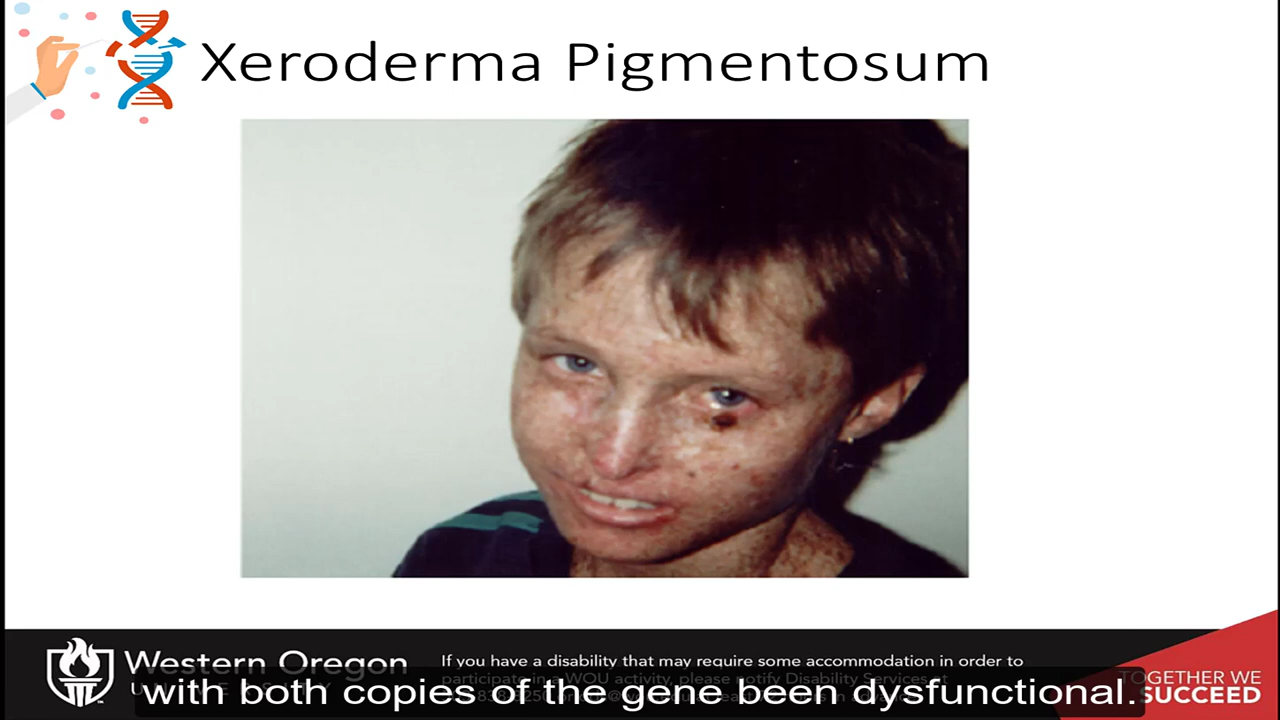 Xeroderma Pigmentosum
Western Oregon
If you have a disability that may require some accommodation in order to
participate in a WOU activity, please notify Disability Services at
TOGETHER WE
SUCCEED
with both copies of the gene been dysfunctional.